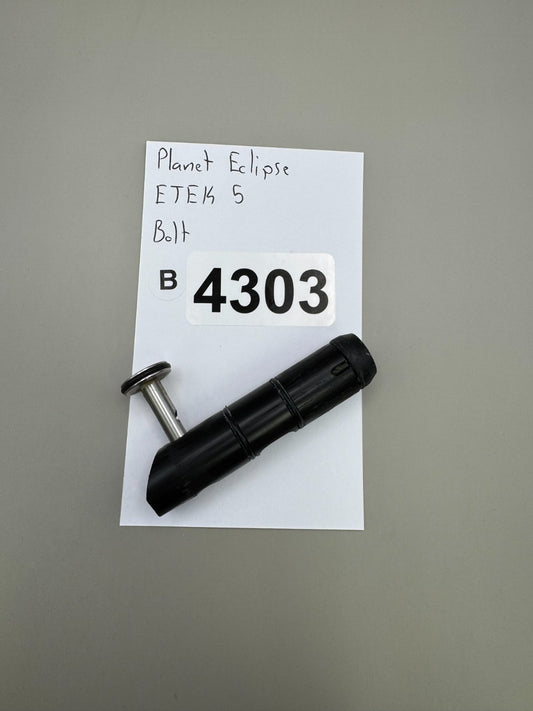 Planet Eclipse
ETEK 5
Bolt
B 4303